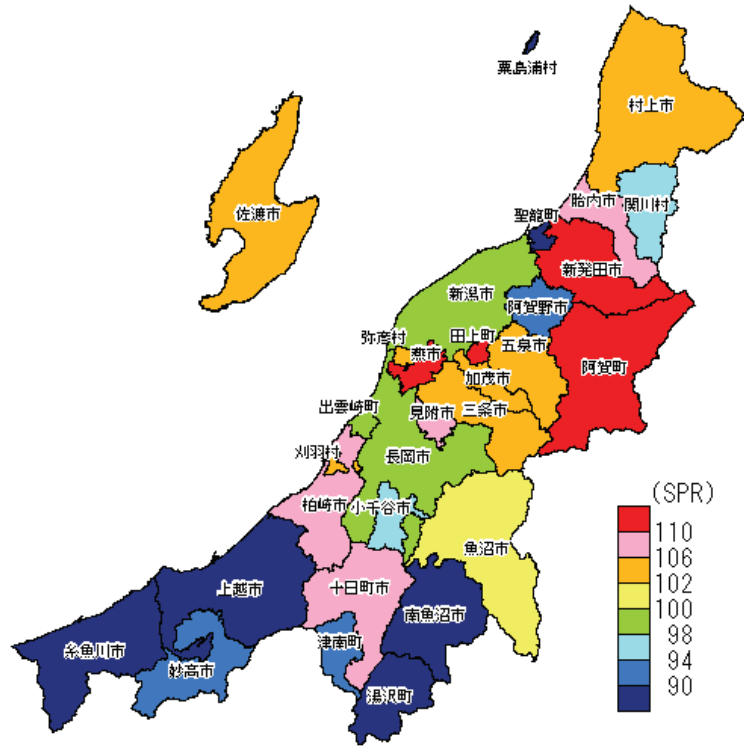 粟島浦村
村上市
佐渡市
胎内市
関川村
聖籠町
新発田市
新潟市
阿賀野市
弥彦村
田上町
五泉市
燕市
阿賀町
加茂市
出雲崎町
見附市
三条市
刈羽村
長岡市
柏崎市
小千谷市
魚沼市
上越市
十日町市
南魚沼市
糸魚川市
妙高市
津南町
湯沢町
(SPR)
110
106
102
100
98
94
90